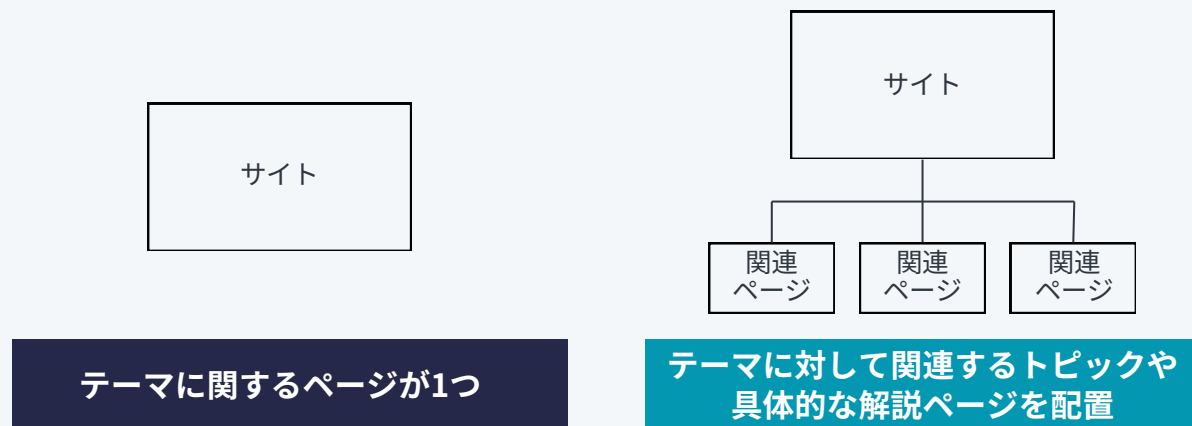 サイト
テーマに関するページが1つ
サイト
関連
ページ
関連
ページ
関連
ページ
テーマに対して関連するトピックや
具体的な解説ページを配置